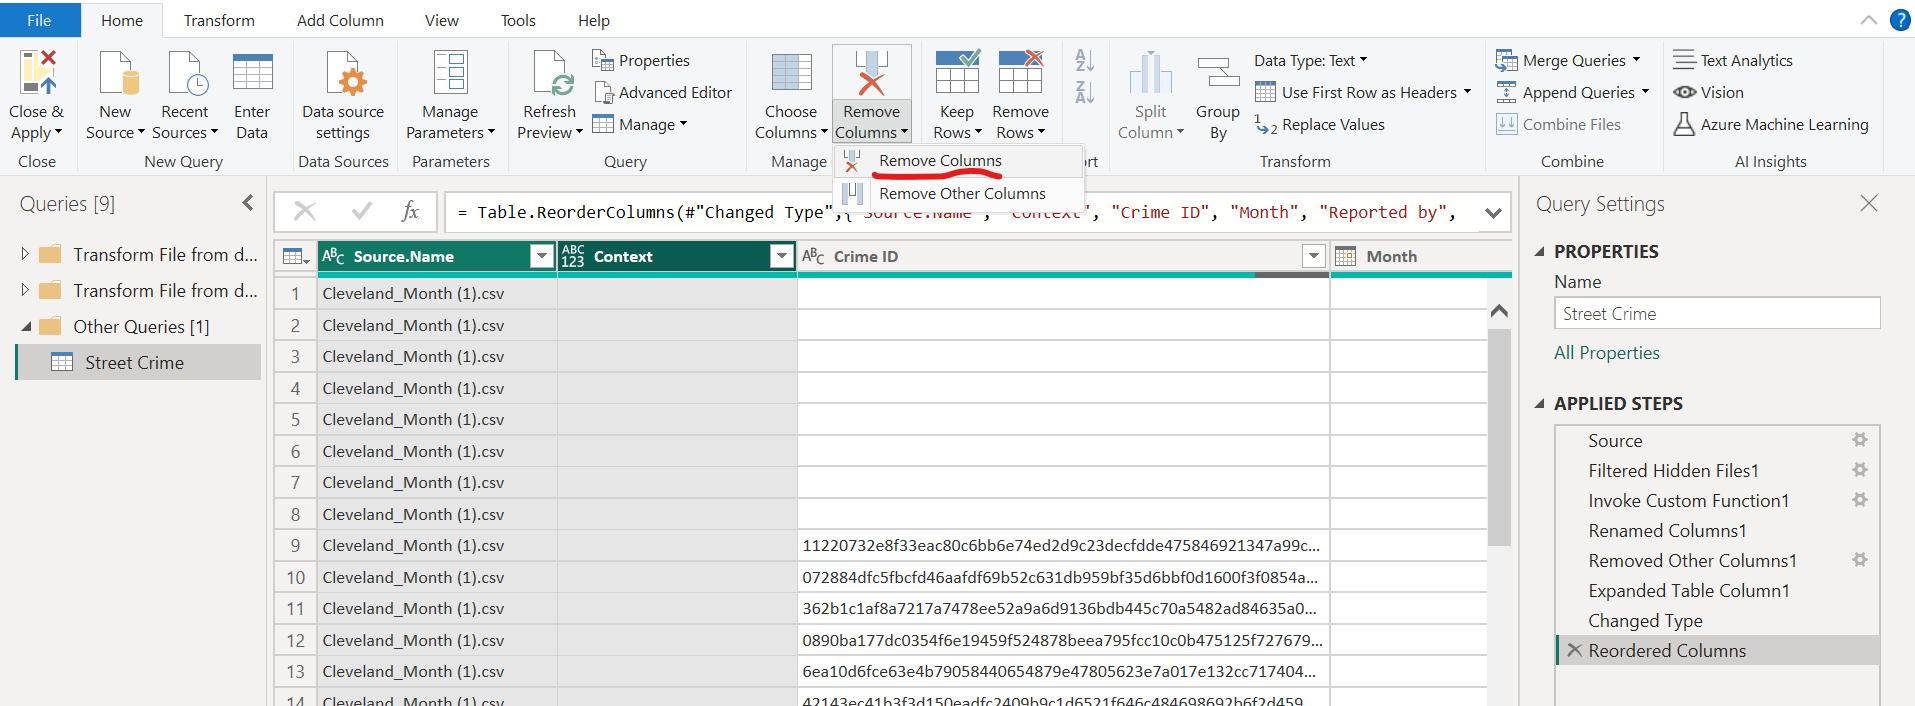 File Home Transform Add Column View Tools Help
Close & Apply
New Source
Recent Sources
Enter Data
Data source settings
Manage Parameters
Refresh Preview
Properties
Advanced Editor
Manage
Choose Columns
Remove Columns
Keep Rows
Remove Rows
Split Column
Group By
Data Type: Text
Use First Row as Headers
Replace Values
Merge Queries
Append Queries
Combine Files
Text Analytics
Vision
Azure Machine Learning
Close New Query Data Sources Parameters Query Manage Transform Combine AI Insights
Remove Columns
Remove Other Columns
Queries [9]
Transform File from d...
Transform File from d...
Other Queries [1]
Street Crime
fx = Table.ReorderColumns(#"Changed Type",{"Source.Name", "Context", "Crime ID", "Month", "Reported by",
ABC Source.Name ABC 123 Context ABC Crime ID Month
1 Cleveland_Month (1).csv
2 Cleveland_Month (1).csv
3 Cleveland_Month (1).csv
4 Cleveland_Month (1).csv
5 Cleveland_Month (1).csv
6 Cleveland_Month (1).csv
7 Cleveland_Month (1).csv
8 Cleveland_Month (1).csv
9 Cleveland_Month (1).csv 11220732e8f33eac80c6bb6e74ed2d9c23decfdde475846921347a99c...
10 Cleveland_Month (1).csv 072884dfc5fbcfd46aafdf69b52c631db959bf35d6bbf0d1600f3f0854a...
11 Cleveland_Month (1).csv 362b1c1af8a7217a7478ee52a9a6d9136bdb445c70a5482ad84635a0...
12 Cleveland_Month (1).csv 0890ba177dc0354f6e19459f524878beea795fcc10c0b475125f727679...
13 Cleveland_Month (1).csv 6ea10d6fce63e4b79058440654879e47805623e7a017e132cc717404...
14 Cleveland_Month (1).csv 42143ec41b3f3d150eadfc2409b9c1d6521f646c484698692b6f2d459...
Query Settings
PROPERTIES
Name
Street Crime
All Properties
APPLIED STEPS
Source
Filtered Hidden Files1
Invoke Custom Function1
Renamed Columns1
Removed Other Columns1
Expanded Table Column1
Changed Type
Reordered Columns